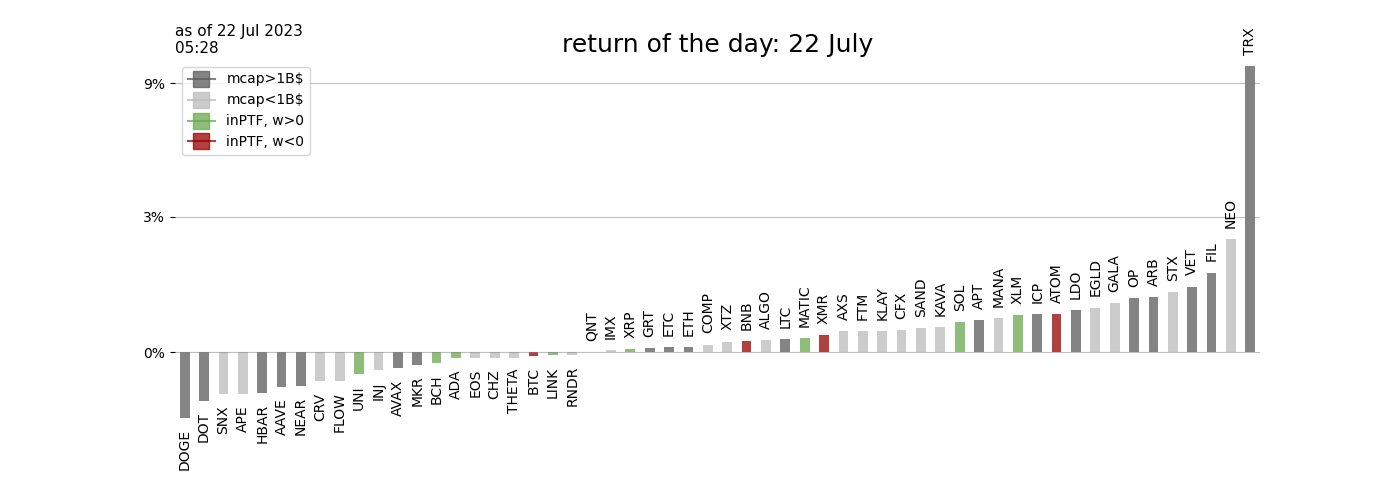 as of 22 Jul 2023
05:28
return of the day: 22 July
mcap>1B$
mcap<1B$
inPTF, w>0
inPTF, w<0
9%
3%
0%
DOGE
DOT
SNX
APE
HBAR
AAVE
NEAR
CRV
FLOW
UNI
INJ
AVAX
MKR
BCH
ADA
EOS
CHZ
THETA
BTC
LINK
RNDR
QNT
IMX
XRP
GRT
ETC
ETH
COMP
XTZ
BNB
ALGO
LTC
MATIC
XMR
AXS
FTM
KLAY
CFX
SAND
KAVA
SOL
APT
MANA
XLM
ICP
ATOM
LDO
EGLD
GALA
OP
ARB
STX
VET
FIL
NEO
TRX